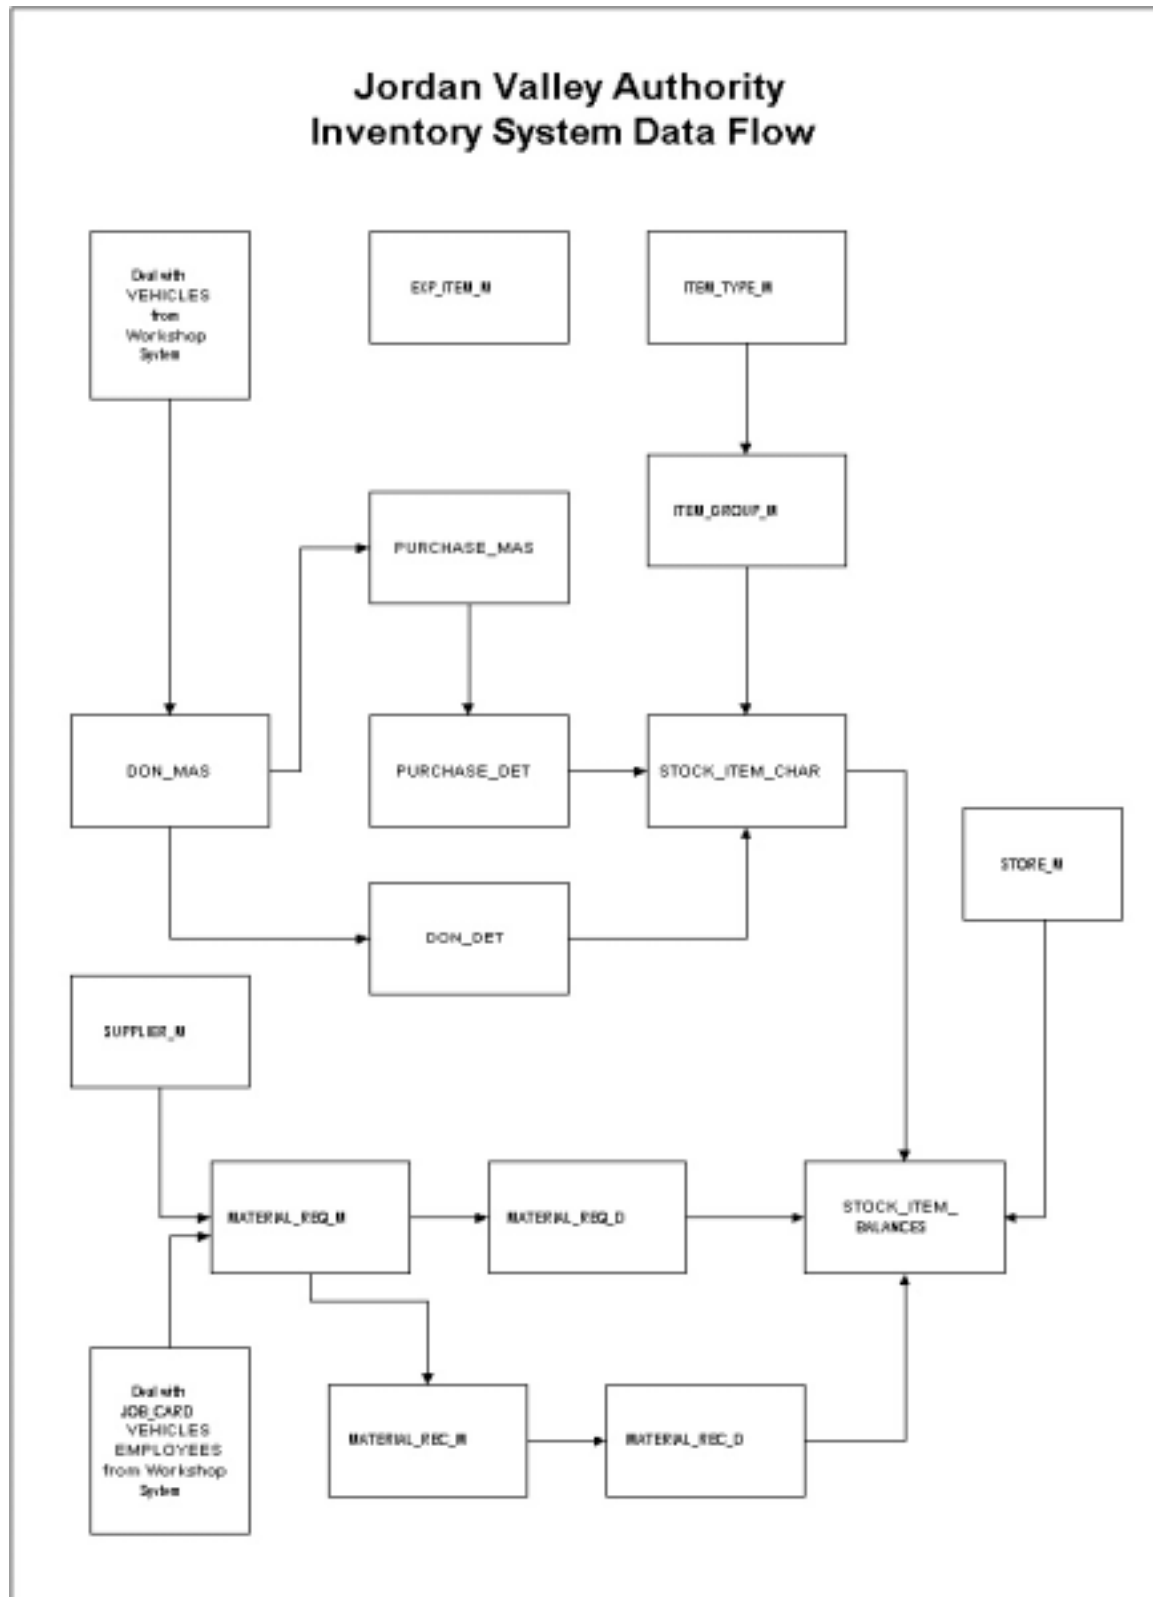 Jordan Valley Authority
Inventory System Data Flow
Deal with
VEHICLES
from
Workshop
System
EXP_ITEM_M
ITEM_TYPE_M
ITEM_GROUP_M
PURCHASE_MAS
DON_MAS
PURCHASE_DET
STOCK_ITEM_CHAR
STORE_M
DON_DET
SUPPLIER_M
MATERIAL_REQ_M
MATERIAL_REQ_D
STOCK_ITEM_
BALANCES
Deal with
JOB_CARD
VEHICLES
EMPLOYEES
from Workshop
System
MATERIAL_REC_M
MATERIAL_REC_D